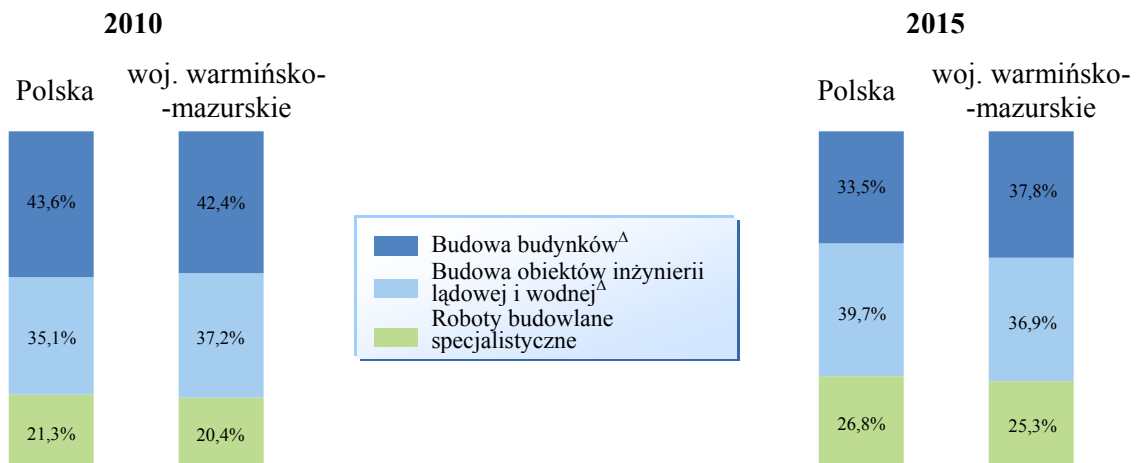 2010
Polska
woj. warmińsko-
-mazurskie
43,6%
42,4%
35,1%
37,2%
21,3%
20,4%
Budowa budynków^Δ
Budowa obiektów inżynierii
lądowej i wodnej^Δ
Roboty budowlane
specjalistyczne
2015
Polska
woj. warmińsko-
-mazurskie
33,5%
37,8%
39,7%
36,9%
26,8%
25,3%